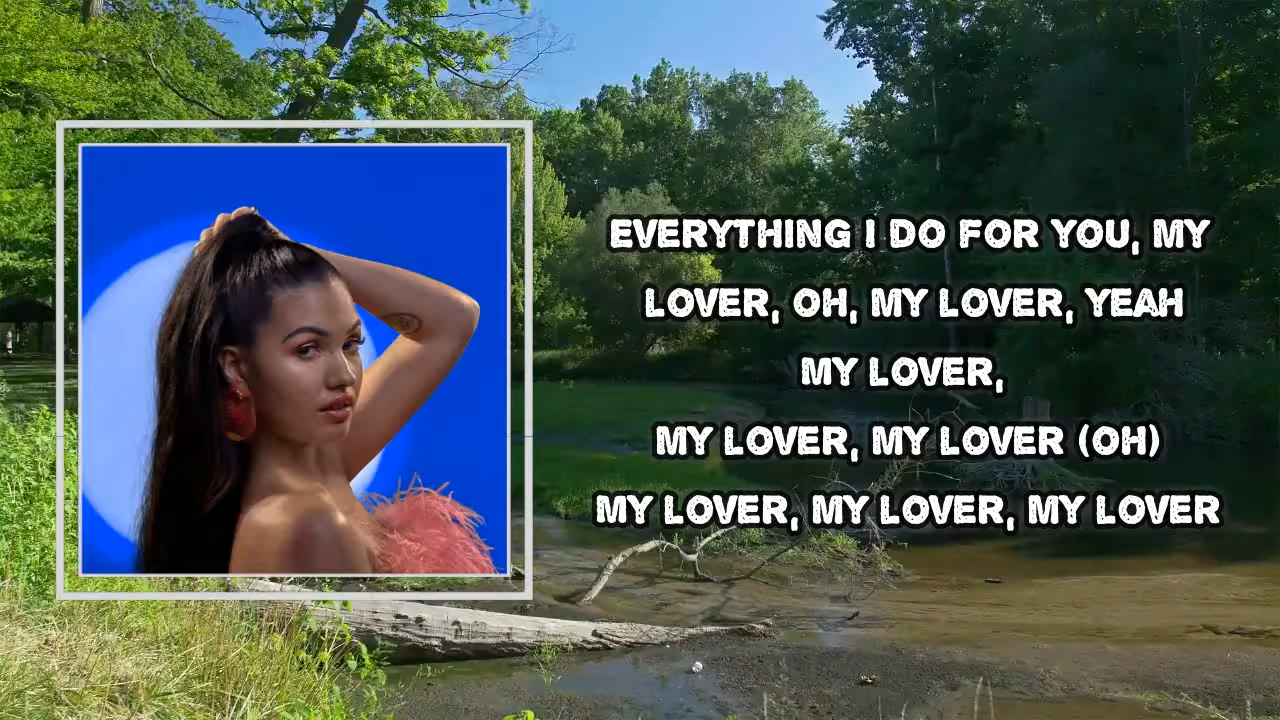 EVERYTHING I DO FOR YOU, MY
LOVER, OH, MY LOVER, YEAH
MY LOVER,
MY LOVER, MY LOVER (OH)
MY LOVER, MY LOVER, MY LOVER